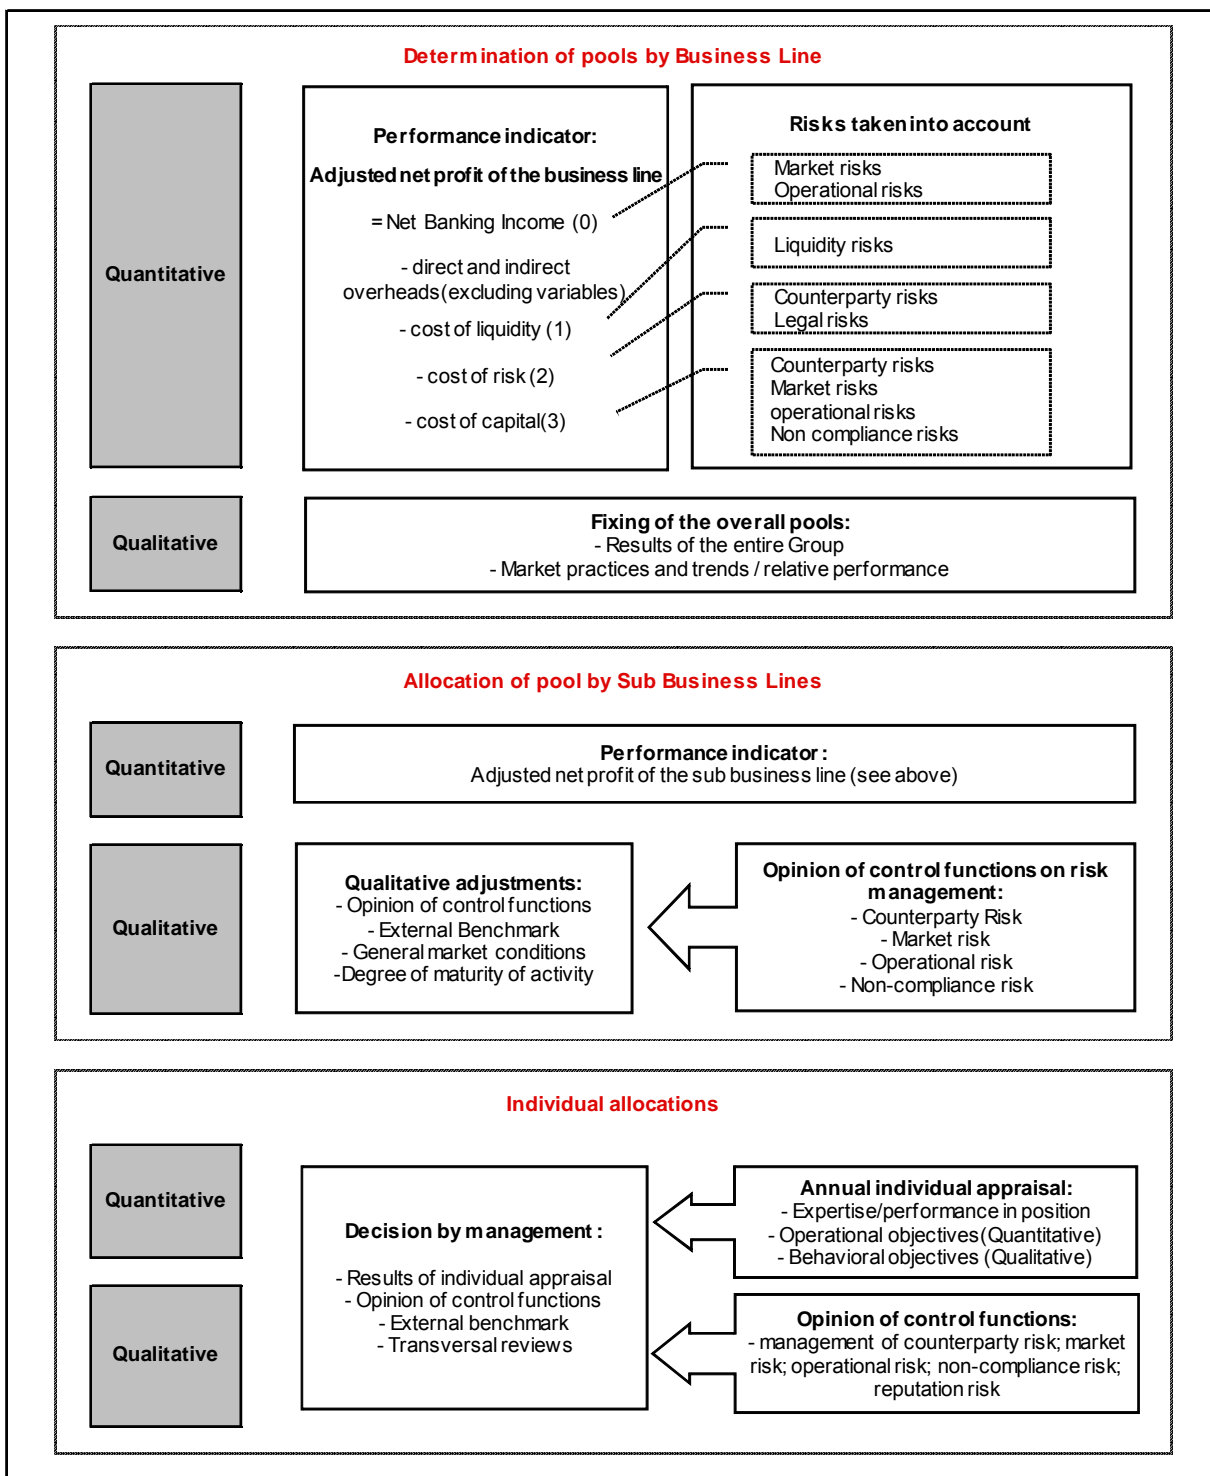 Determination of pools by Business Line
Quantitative
Performance indicator:
Adjusted net profit of the business line
= Net Banking Income (0)
- direct and indirect
overheads (excluding variables)
- cost of liquidity (1)
- cost of risk (2)
- cost of capital(3)
Risks taken into account
Market risks
Operational risks
Liquidity risks
Counterparty risks
Legal risks
Counterparty risks
Market risks
operational risks
Non compliance risks
Qualitative
Fixing of the overall pools:
- Results of the entire Group
- Market practices and trends / relative performance
Allocation of pool by Sub Business Lines
Quantitative
Performance indicator :
Adjusted net profit of the sub business line (see above)
Qualitative
Qualitative adjustments:
- Opinion of control functions
- External Benchmark
- General market conditions
-Degree of maturity of activity
Opinion of control functions on risk
management:
- Counterparty Risk
- Market risk
- Operational risk
- Non-compliance risk
Individual allocations
Quantitative
Qualitative
Decision by management :
- Results of individual appraisal
- Opinion of control functions
- External benchmark
- Transversal reviews
Annual individual appraisal:
- Expertise/performance in position
- Operational objectives (Quantitative)
- Behavioral objectives (Qualitative)
Opinion of control functions:
- management of counterparty risk; market
risk; operational risk; non-compliance risk;
reputation risk